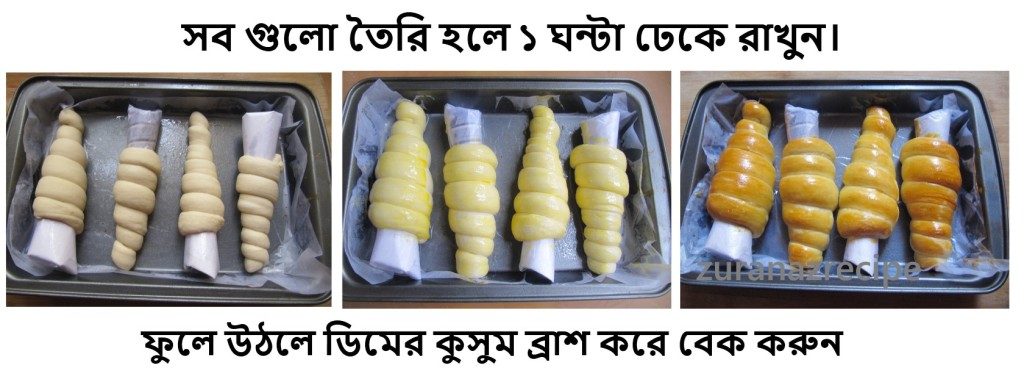 সব গুলো তৈরি হলে ১ ঘন্টা ঢেকে রাখুন।
zuranazrecipe
ফুলে উঠলে ডিমের কুসুম ব্রাশ করে বেক করুন